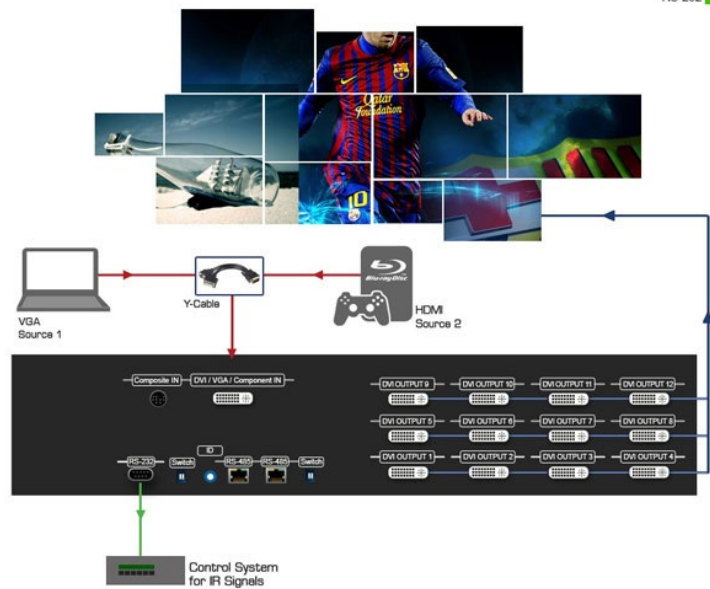 RS-232
Qatar
Foundation
10
VGA
Source 1
Y-Cable
Blu-ray Disc
HDMI
Source 2
Composite IN
DVI / VGA / Component IN
DVI OUTPUT 9
DVI OUTPUT 10
DVI OUTPUT 11
DVI OUTPUT 12
DVI OUTPUT 5
DVI OUTPUT 6
DVI OUTPUT 7
DVI OUTPUT 8
RS-232
Switch
ID
RS-485
RS-485
Switch
DVI OUTPUT 1
DVI OUTPUT 2
DVI OUTPUT 3
DVI OUTPUT 4
Control System
for IR Signals